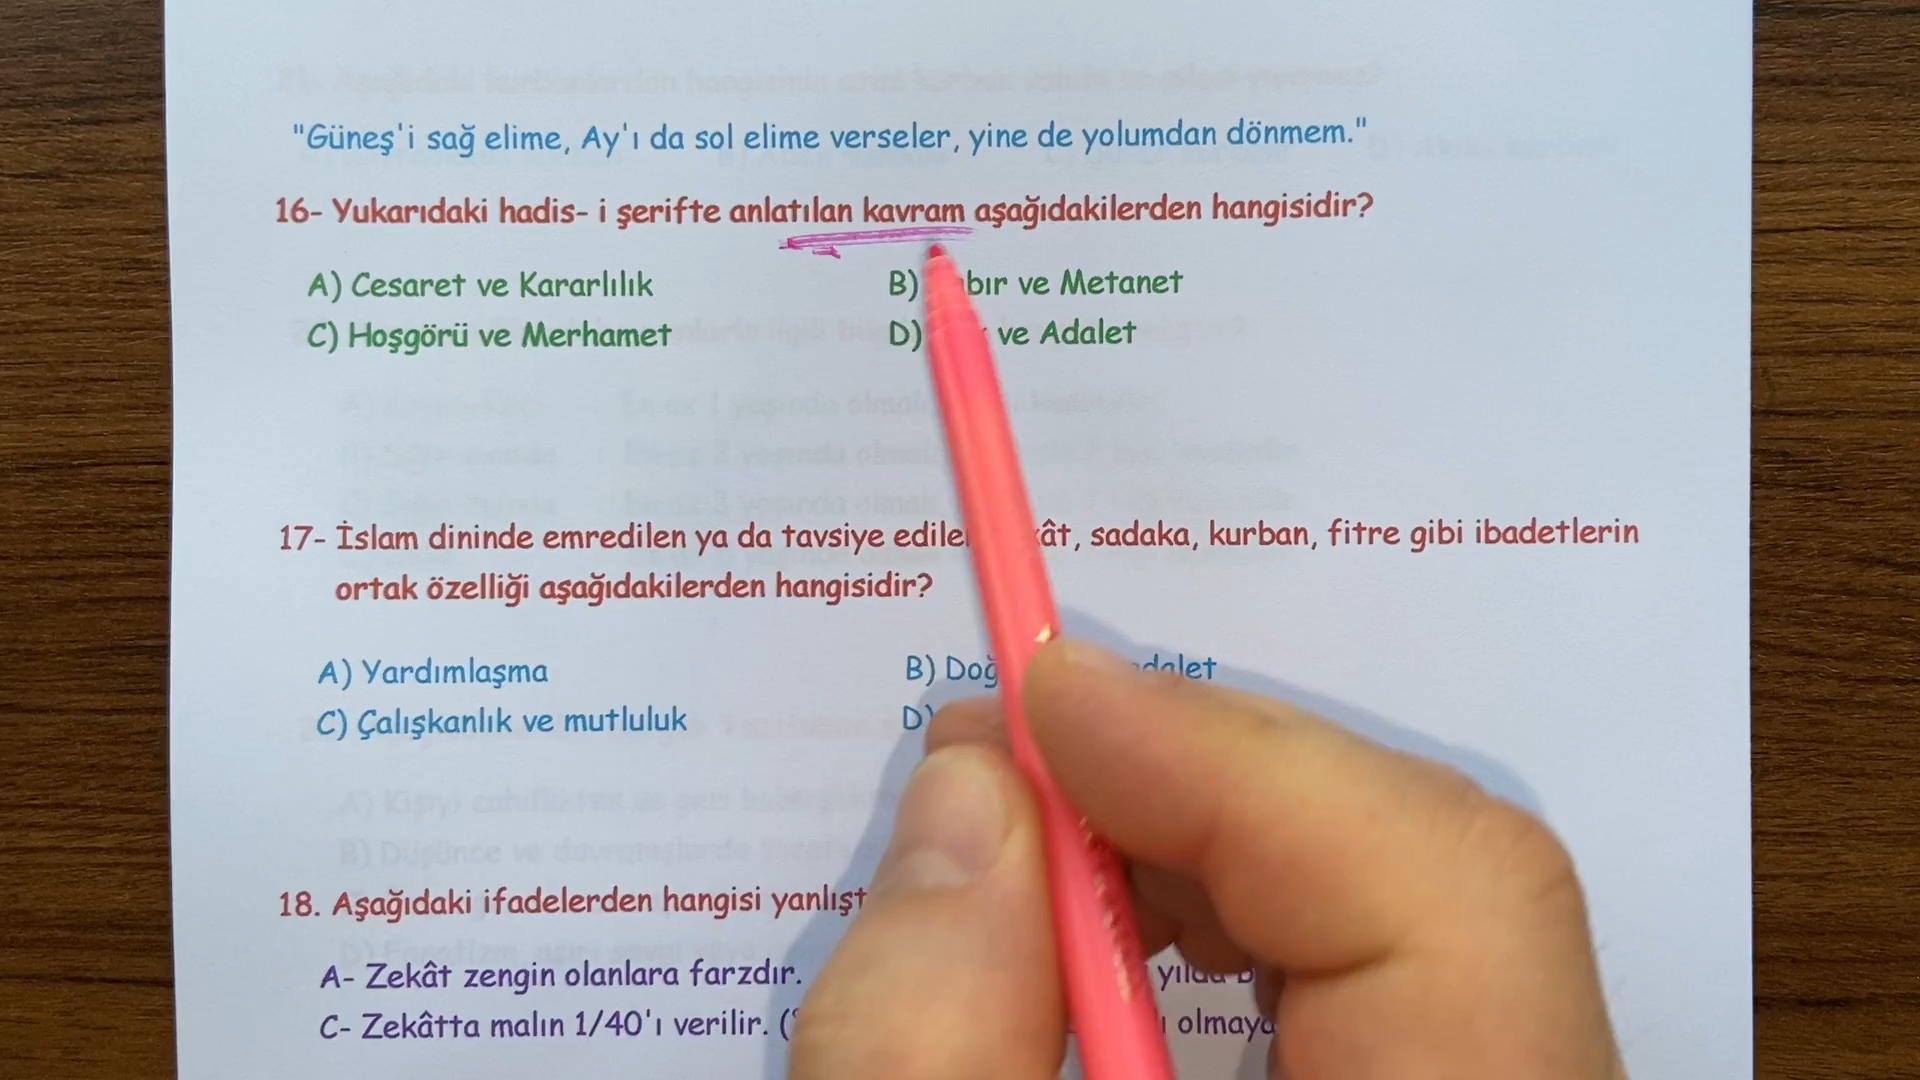 "Güneş'i sağ elime, Ay'ı da sol elime verseler, yine de yolumdan dönmem."
16- Yukarıdaki hadis- i şerifte anlatılan kavram aşağıdakilerden hangisidir?
A) Cesaret ve Kararlılık B) ve Metanet
C) Hoşgörü ve Merhamet D) ve Adalet
17- İslam dininde emredilen ya da tavsiye sadaka, kurban, fitre gibi ibadetlerin
ortak özelliği aşağıdakilerden hangisidir?
A) Yardımlaşma B)
C) Çalışkanlık ve mutluluk D)
18. Aşağıdaki ifadelerden hangisi
A- Zekât zengin olanlara farzdır.
C- Zekâtta malın 1/40'ı verilir.